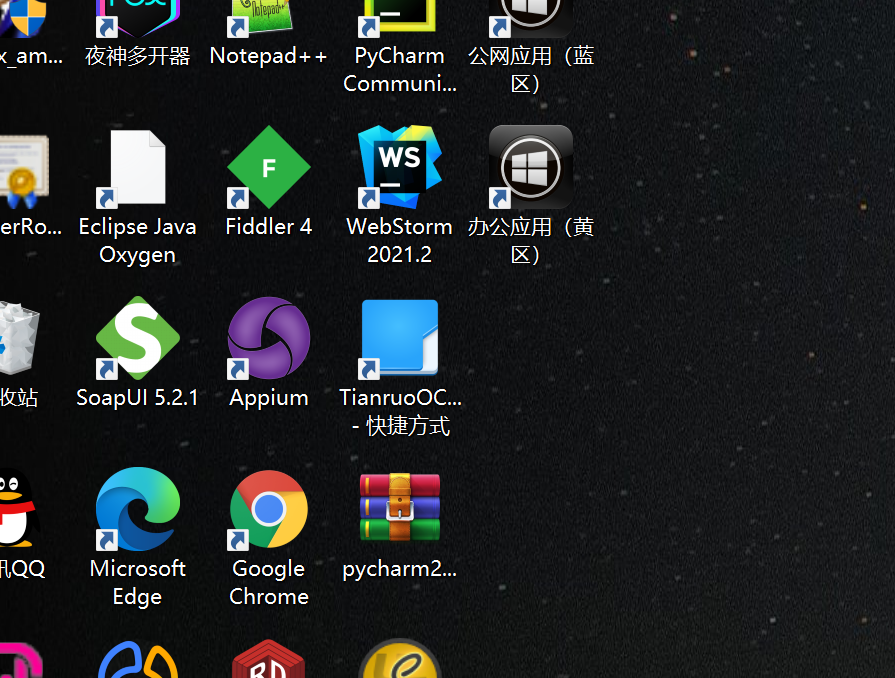 x_am...
夜神多开器
Notepad++
PyCharm
Communi...
公网应用（蓝
区）
erRo...
Eclipse Java
Oxygen
F
Fiddler 4
WS
WebStorm
2021.2
办公应用（黄
区）
收站
S
SoapUI 5.2.1
Appium
TianruoOC...
- 快捷方式
讯QQ
Microsoft
Edge
Google
Chrome
pycharm2...